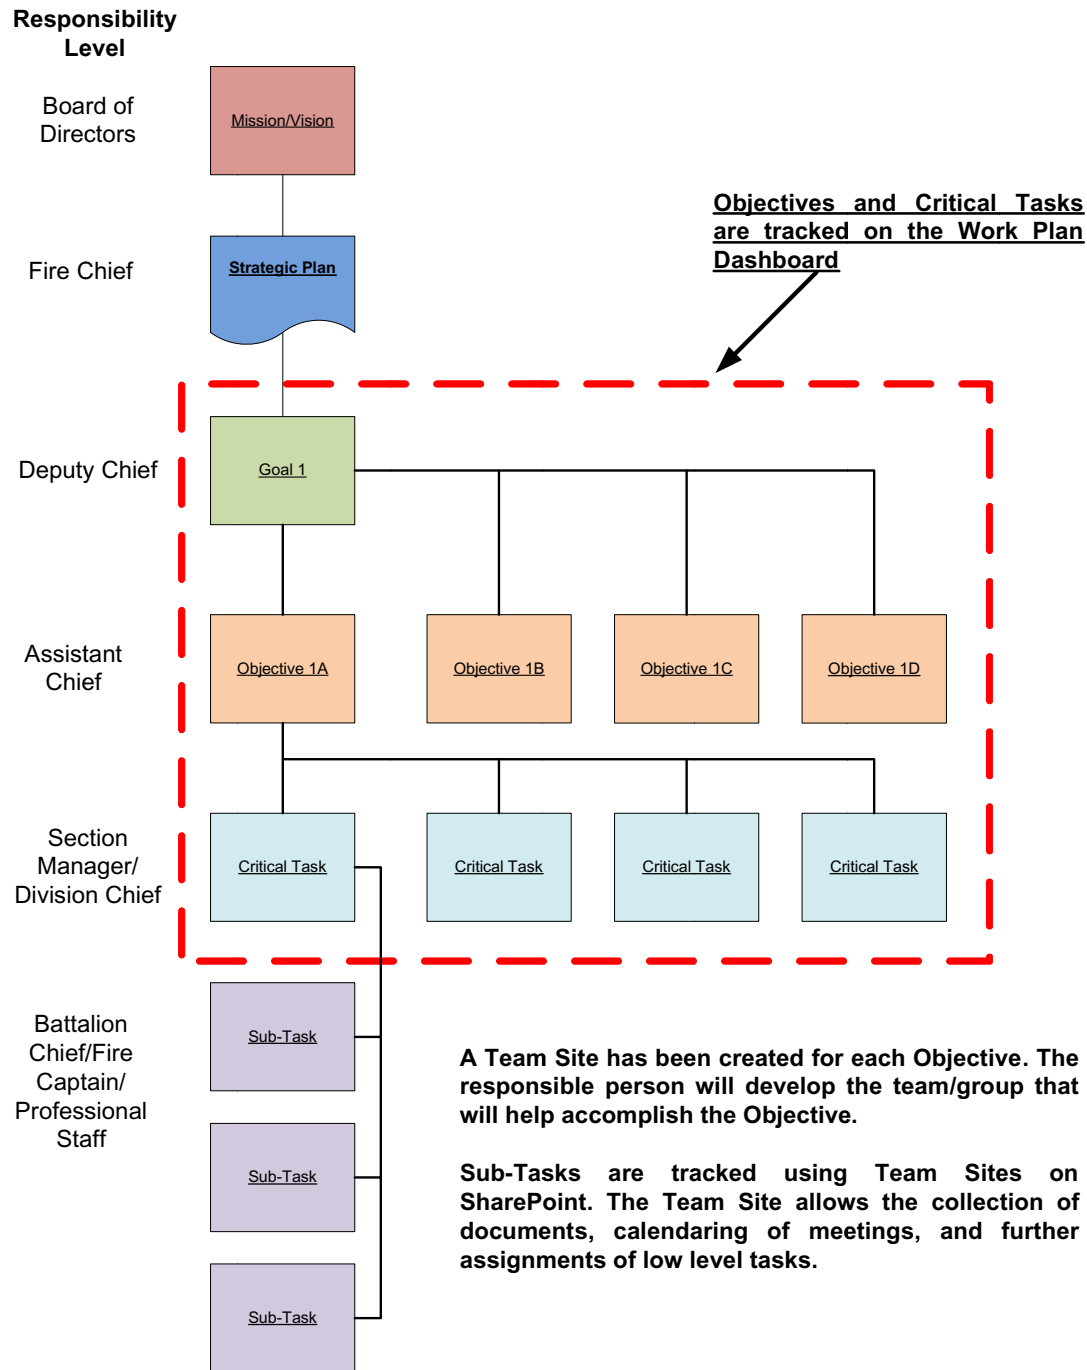 Responsibility
Level
Board of
Directors
Mission/Vision
Objectives and Critical Tasks
are tracked on the Work Plan
Dashboard
Fire Chief
Strategic Plan
Deputy Chief
Goal 1
Assistant
Chief
Objective 1A
Objective 1B
Objective 1C
Objective 1D
Section
Manager/
Division Chief
Critical Task
Critical Task
Critical Task
Critical Task
Battalion
Chief/Fire
Captain/
Professional
Staff
Sub-Task
Sub-Task
Sub-Task
A Team Site has been created for each Objective. The
responsible person will develop the team/group that
will help accomplish the Objective.
Sub-Tasks are tracked using Team Sites on
SharePoint. The Team Site allows the collection of
documents, calendaring of meetings, and further
assignments of low level tasks.